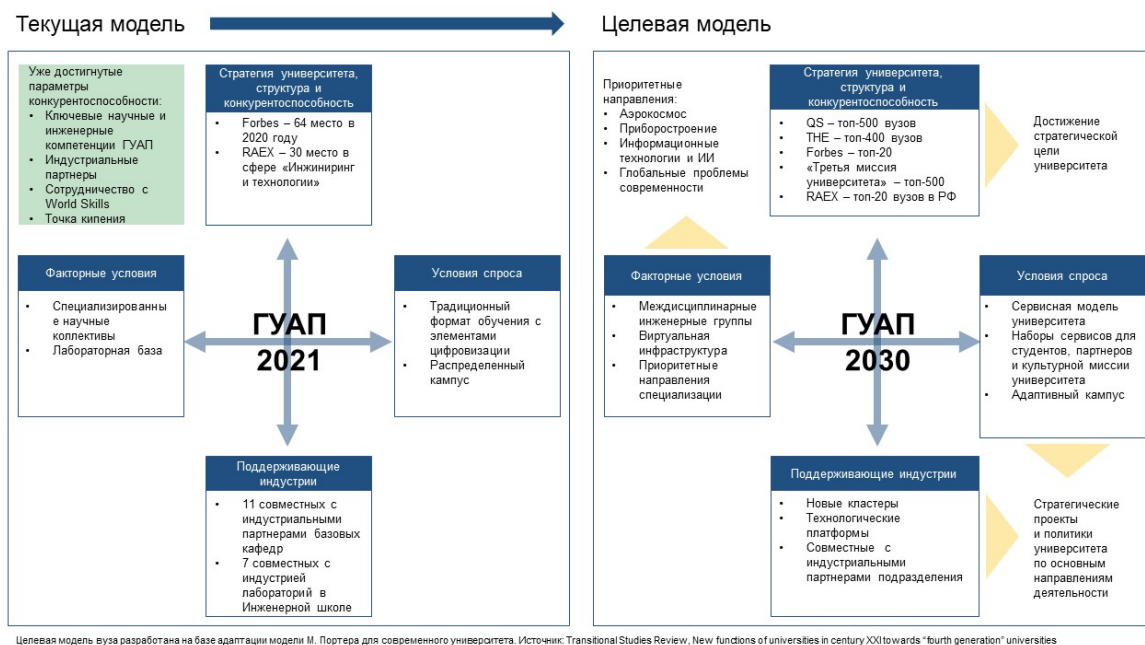 Текущая модель
Уже достигнутые
параметры
конкурентоспособности:
• Ключевые научные и
инженерные
компетенции ГУАП
• Индустриальные
партнеры
• Сотрудничество с
World Skills
• Точка кипения
Стратегия университета,
структура и
конкурентоспособность
• Forbes – 64 место в
2020 году
• RAEX – 30 место в
сфере «Инжиниринг
и технологии»
Факторные условия
• Специализированны
е научные
коллективы
• Лабораторная база
ГУАП
2021
Условия спроса
• Традиционный
формат обучения с
элементами
цифровизации
• Распределенный
кампус
Поддерживающие
индустрии
• 11 совместных с
индустриальными
партнерами базовых
кафедр
• 7 совместных с
индустрией
лабораторий в
Инженерной школе
Целевая модель
Приоритетные
направления:
• Аэрокосмос
• Приборостроение
• Информационные
технологии и ИИ
• Глобальные проблемы
современности
Стратегия университета,
структура и
конкурентоспособность
• QS – топ-500 вузов
• THE – топ-400 вузов
• Forbes – топ-20
• «Третья миссия
университета» – топ-500
• RAEX – топ-20 вузов в РФ
Достижение
стратегической
цели
университета
Факторные условия
• Междисциплинарные
инженерные группы
• Виртуальная
инфраструктура
• Приоритетные
направления
специализации
ГУАП
2030
Условия спроса
• Сервисная модель
университета
• Наборы сервисов для
студентов, партнеров
и культурной миссии
университета
• Адаптивный кампус
Поддерживающие индустрии
• Новые кластеры
• Технологические
платформы
• Совместные с
индустриальными
партнерами подразделения
Стратегические
проекты
и политики
университета
по основным
направлениям
деятельности
Целевая модель вуза разработана на базе адаптации модели М. Портера для современного университета. Источник: Transitional Studies Review, New functions of universities in century XXI towards "fourth generation" universities